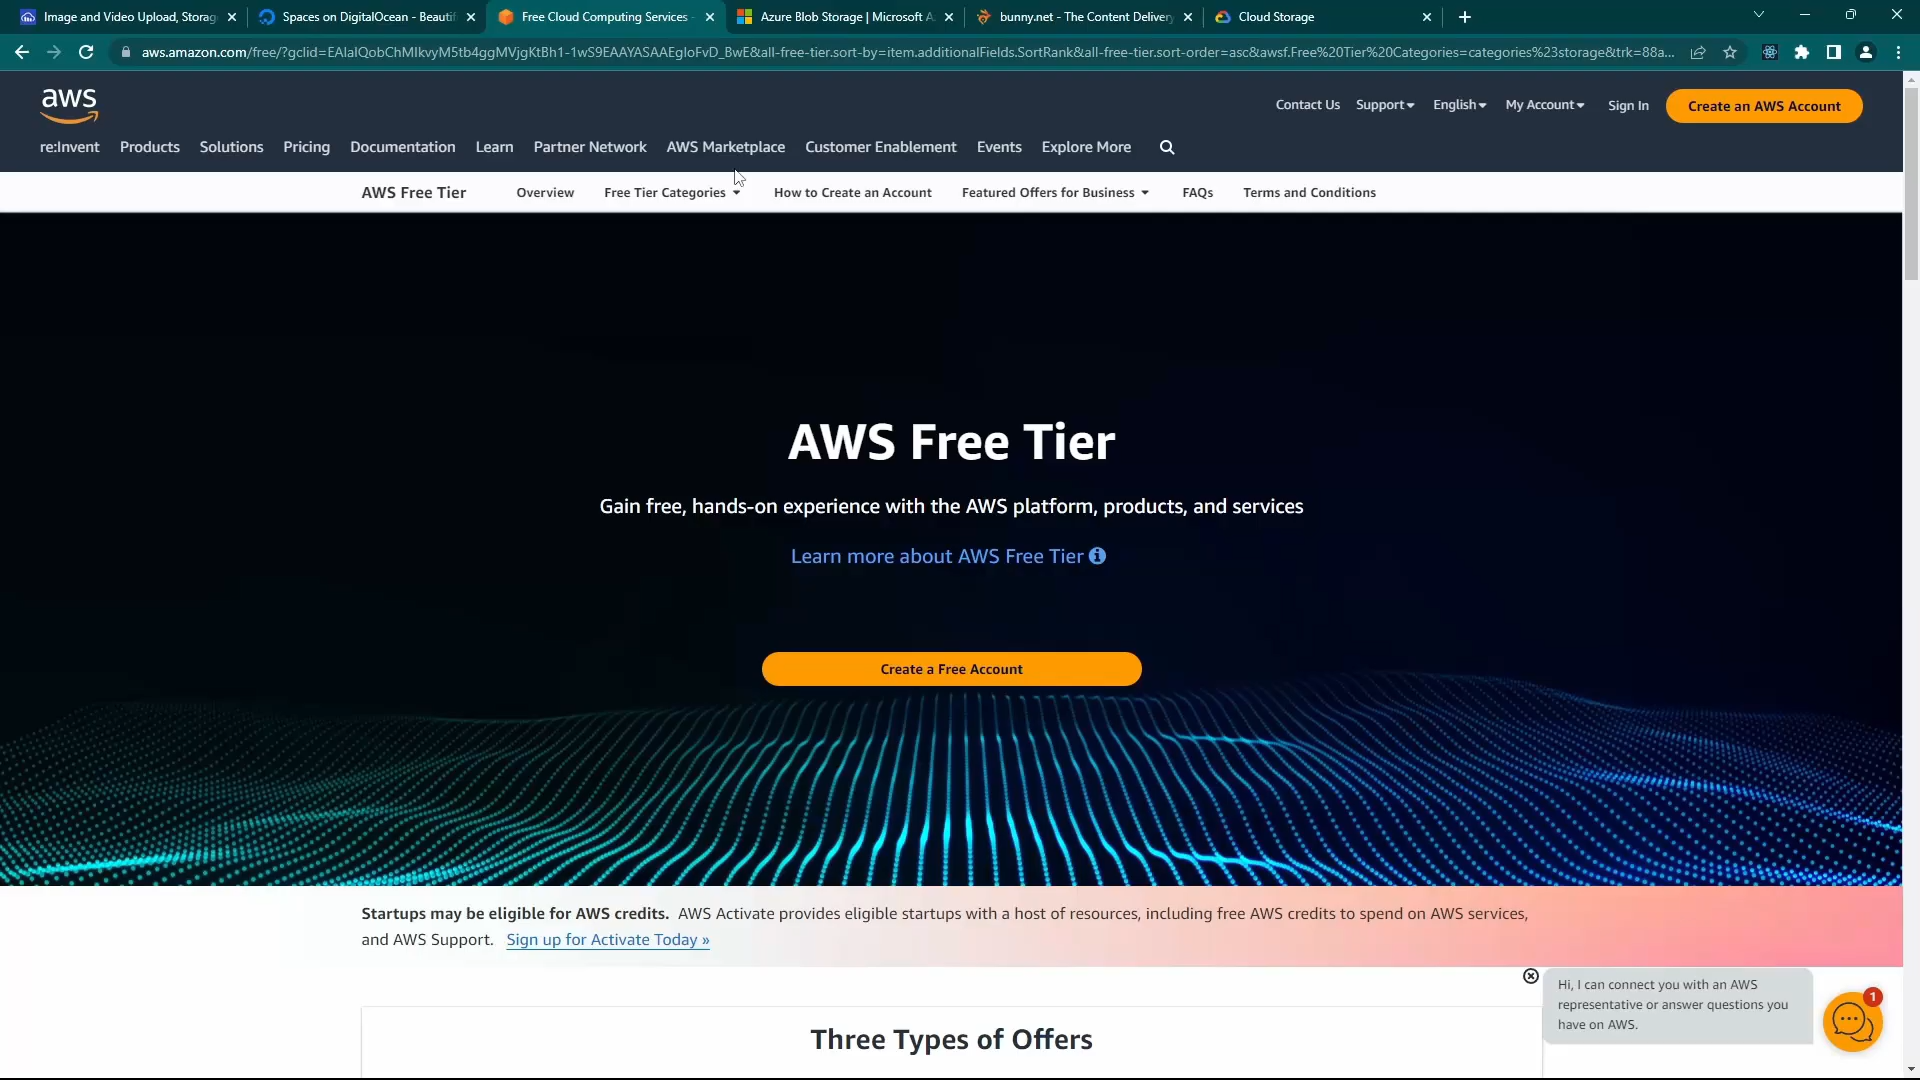 Image and Video Upload, Storag
Spaces on DigitalOcean - Beautif
Free Cloud Computing Services -
Azure Blob Storage | Microsoft A
bunny.net - The Content Delivery
Cloud Storage
aws.amazon.com/free/?gclid=EAIaIQobChMIkvyM5tb4ggMVjgKtBh1-1wS9EAAYASAAEgIoFvD_BwE&all-free-tier.sort-by=item.additionalFields.SortRank&all-free-tier.sort-order=asc&awsf.Free%20Tier%20Categories=categories%23storage&trk=88a...
aws
Contact Us
Support
English
My Account
Sign In
Create an AWS Account
re:Invent
Products
Solutions
Pricing
Documentation
Learn
Partner Network
AWS Marketplace
Customer Enablement
Events
Explore More
AWS Free Tier
Overview
Free Tier Categories
How to Create an Account
Featured Offers for Business
FAQs
Terms and Conditions
AWS Free Tier
Gain free, hands-on experience with the AWS platform, products, and services
Learn more about AWS Free Tier
Create a Free Account
Startups may be eligible for AWS credits. AWS Activate provides eligible startups with a host of resources, including free AWS credits to spend on AWS services,
and AWS Support. Sign up for Activate Today »
Hi, I can connect you with an AWS
representative or answer questions you
have on AWS.
1
Three Types of Offers